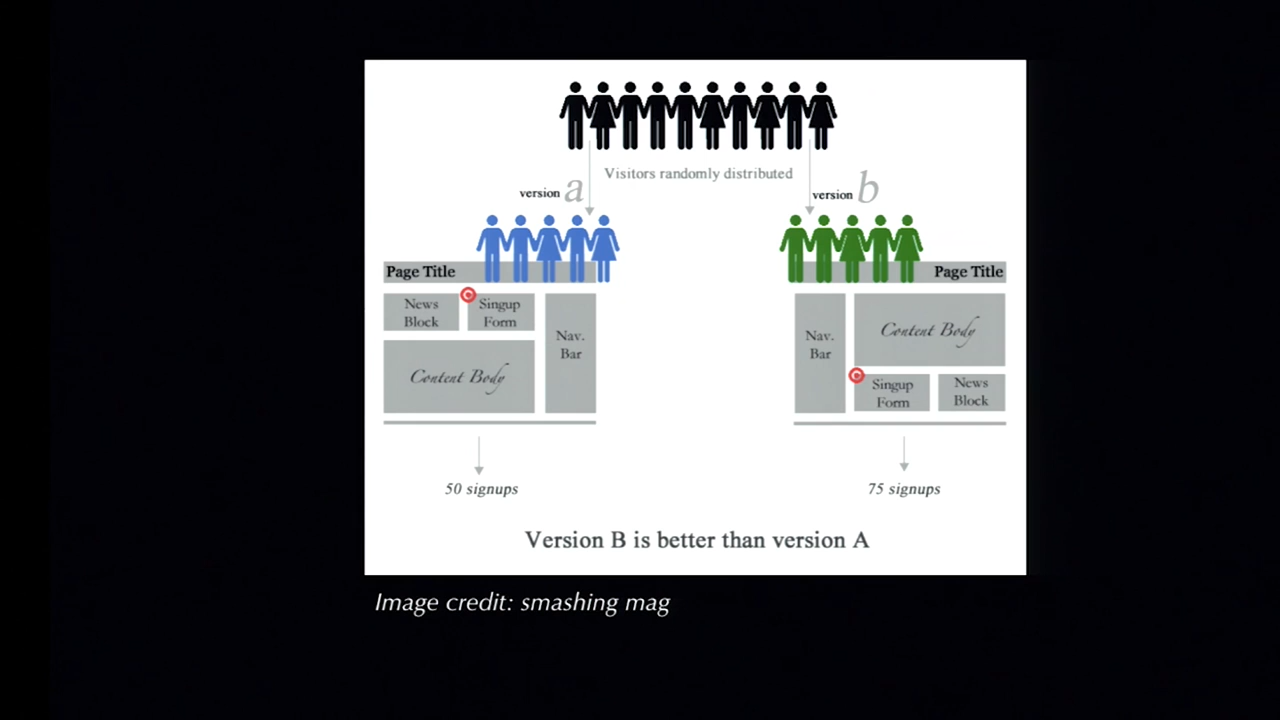 Visitors randomly distributed
version a
version b
Page Title
News
Block
Singup
Form
Nav.
Bar
Content Body
50 signups
Page Title
Nav.
Bar
Content Body
Singup
Form
News
Block
75 signups
Version B is better than version A
Image credit: smashing mag